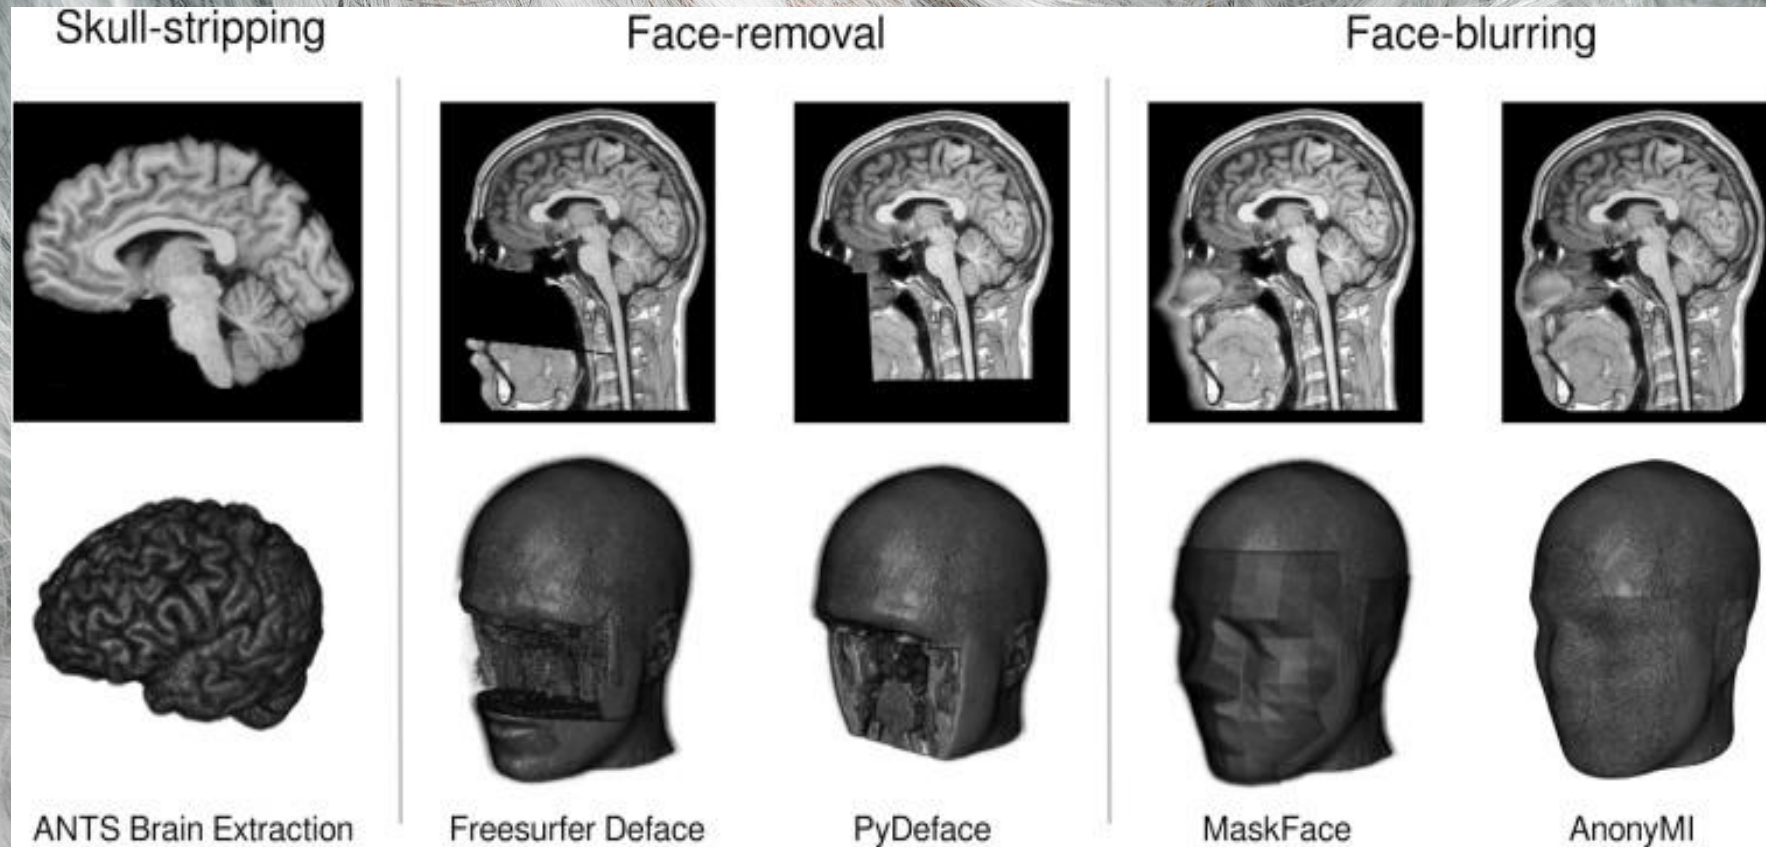 Skull-stripping
Face-removal
Face-blurring
ANTS Brain Extraction
Freesurfer Deface
PyDeface
MaskFace
AnonyMI